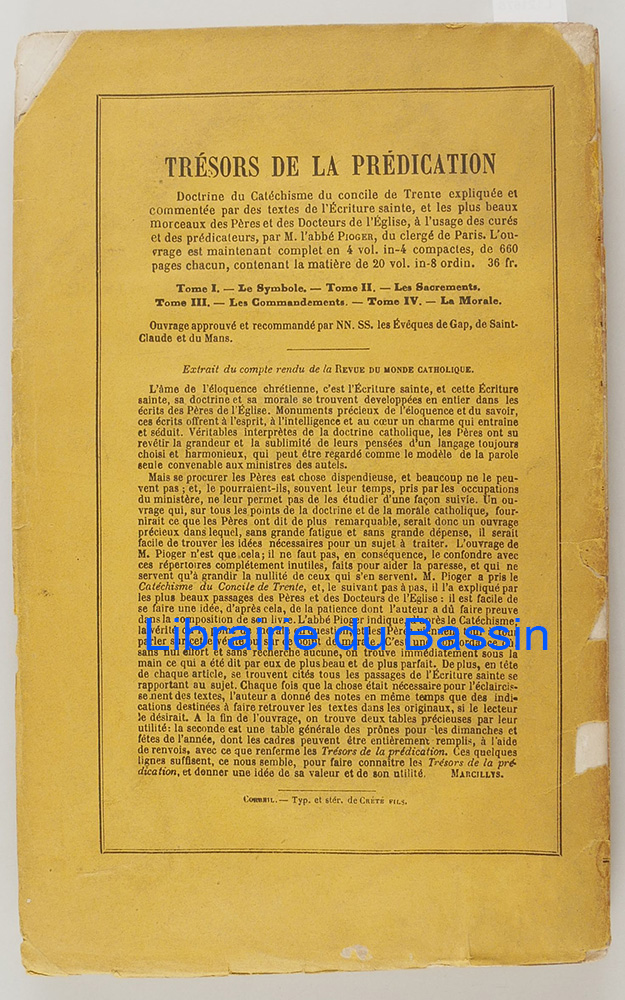 TRÉSORS DE LA PRÉDICATION
Doctrine du Catéchisme du concile de Trente expliquée et
commentée par des textes de l'Écriture sainte, et les plus beaux
morceaux des Pères et des Docteurs de l'Église, à l'usage des curés
et des prédicateurs, par M. l'abbé PIOGER, du clergé de Paris. L'ou-
vrage est maintenant complet en 4 vol. in-4 compactes, de 660
pages chacun, contenant la matière de 20 vol. in-8 ordin. 36 fr.
Tome I. — Le Symbole. — Tome II. — Les Sacrements.
Tome III. — Les Commandements. — Tome IV. — La Morale.
Ouvrage approuvé et recommandé par NN. SS. les Évêques de Gap, de Saint-
Claude et du Mans.
Extrait du compte rendu de la REVUE DU MONDE CATHOLIQUE.
L'âme de l'éloquence chrétienne, c'est l'Écriture sainte, et cette Écriture
sainte, sa doctrine et sa morale se trouvent developpées en entier dans les
écrits des Pères de l'Église. Monuments précieux de l'éloquence et du savoir,
ces écrits offrent à l'esprit, à l'intelligence et au cœur un charme qui entraîne
et séduit. Véritables interprètes de la doctrine catholique, les Pères ont su
revêtir la grandeur et la sublimité de leurs pensées d'un langage toujours
choisi et harmonieux, qui peut être regardé comme le modèle de la parole
seule convenable aux ministres des autels.
Mais se procurer les Pères est chose dispendieuse, et beaucoup ne le peu-
vent pas ; et, le pourraient-ils, souvent leur temps, pris par les occupations
du ministère, ne leur permet pas de les étudier d'une façon suivie. Un ou-
vrage qui, sur tous les points de la doctrine et de la morale catholique, four-
nirait ce que les Pères ont dit de plus remarquable, serait donc un ouvrage
précieux dans lequel, sans grande fatigue et sans grande dépense, il serait
facile de trouver les idées nécessaires pour un sujet à traiter. L'ouvrage de
M. Pioger n'est que cela; il ne faut pas, en conséquence, le confondre avec
ces répertoires complétement inutiles, faits pour aider la paresse, et qui ne
servent qu'à grandir la nullité de ceux qui s'en servent. M. Pioger a pris le
Catéchisme du Concile de Trente, et, le suivant pas à pas, il l'a expliqué par
les plus beaux passages des Pères et des Docteurs de l'Eglise : il est facile de
se faire une idée, d'après cela, de la patience dont l'auteur a dû faire preuve
dans la composition de son livre. L'abbé Pioger indique, d'après le Catéchisme,
la vérité
Librairie du Bassin
sans nul effort et sans recherche aucune, on trouve immédiatement sous la
main ce qui a été dit par eux de plus beau et de plus parfait. De plus, en tête
de chaque article, se trouvent cités tous les passages de l'Écriture sainte se
rapportant au sujet. Chaque fois que la chose était nécessaire pour l'éclaircis-
sement des textes, l'auteur a donné des notes en même temps que des indi-
cations destinées à faire retrouver les textes dans les originaux, si le lecteur
le désirait. A la fin de l'ouvrage, on trouve deux tables précieuses par leur
utilité: la seconde est une table générale des prônes pour les dimanches et
fêtes de l'année, dont les cadres peuvent être entièrement remplis, à l'aide
de renvois, avec ce que renferme les Trésors de la prédication. Ces quelques
lignes suffisent, ce nous semble, pour faire connaître les Trésors de la pré-
dication, et donner une idée de sa valeur et de son utilité. MARCILLYS.
CORBEIL. — Typ. et stér. de CRÉTÉ FILS.